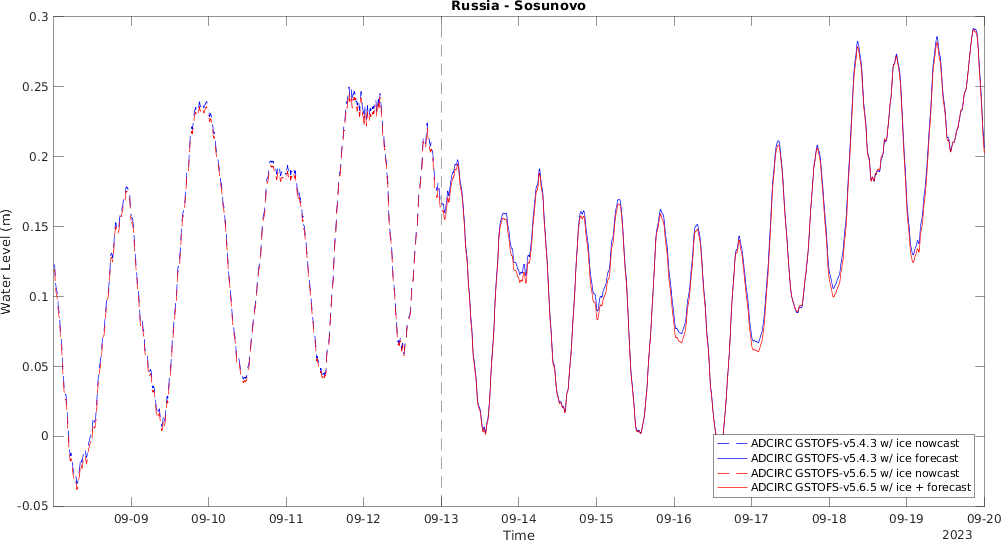 Russia - Sosunovo
0.3
0.25
0.2
0.15
0.1
0.05
0
-0.05
Water Level (m)
ADCIRC GSTOFS-v5.4.3 w/ ice nowcast
ADCIRC GSTOFS-v5.4.3 w/ ice forecast
ADCIRC GSTOFS-v5.6.5 w/ ice nowcast
ADCIRC GSTOFS-v5.6.5 w/ ice + forecast
09-09 09-10 09-11 09-12 09-13 09-14 09-15 09-16 09-17 09-18 09-19 09-20
Time
2023